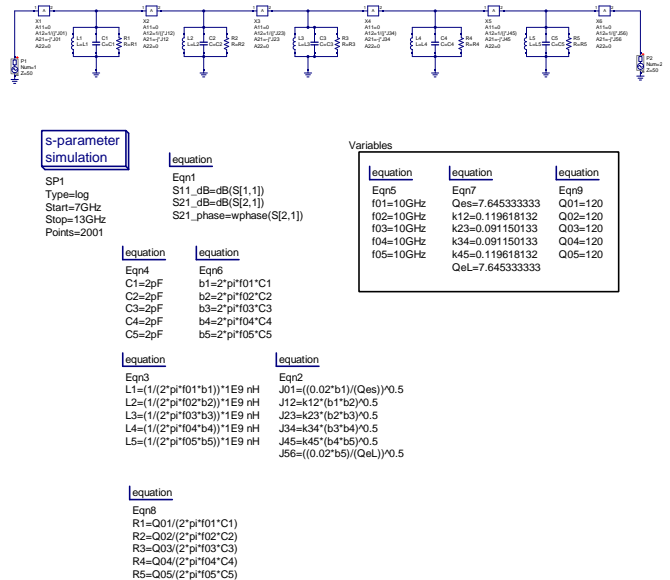 X1
A11=0
A12=1/(j*J01)
A21=-j*J01
A22=0
X2
A11=0
A12=1/(j*J12)
A21=-j*J12
A22=0
X3
A11=0
A12=1/(j*J23)
A21=-j*J23
A22=0
X4
A11=0
A12=1/(j*J34)
A21=-j*J34
A22=0
X5
A11=0
A12=1/(j*J45)
A21=-j*J45
A22=0
X6
A11=0
A12=1/(j*J56)
A21=-j*J56
A22=0
L1
L=L1
C1
C=C1
R1
R=R1
L2
L=L2
C2
C=C2
R2
R=R2
L3
L=L3
C3
C=C3
R3
R=R3
L4
L=L4
C4
C=C4
R4
R=R4
L5
L=L5
C5
C=C5
R5
R=R5
P1
Num=1
Z=50
P2
Num=2
Z=50
s-parameter
simulation
SP1
Type=log
Start=7GHz
Stop=13GHz
Points=2001
equation
Eqn1
S11_dB=dB(S[1,1])
S21_dB=dB(S[2,1])
S21_phase=wphase(S[2,1])
Variables
equation
Eqn5
f01=10GHz
f02=10GHz
f03=10GHz
f04=10GHz
f05=10GHz
equation
Eqn7
Qes=7.645333333
k12=0.119618132
k23=0.091150133
k34=0.091150133
k45=0.119618132
QeL=7.645333333
equation
Eqn9
Q01=120
Q02=120
Q03=120
Q04=120
Q05=120
equation
Eqn4
C1=2pF
C2=2pF
C3=2pF
C4=2pF
C5=2pF
equation
Eqn6
b1=2*pi*f01*C1
b2=2*pi*f02*C2
b3=2*pi*f03*C3
b4=2*pi*f04*C4
b5=2*pi*f05*C5
equation
Eqn3
L1=(1/(2*pi*f01*b1))*1E9 nH
L2=(1/(2*pi*f02*b2))*1E9 nH
L3=(1/(2*pi*f03*b3))*1E9 nH
L4=(1/(2*pi*f04*b4))*1E9 nH
L5=(1/(2*pi*f05*b5))*1E9 nH
equation
Eqn2
J01=((0.02*b1)/(Qes))^0.5
J12=k12*(b1*b2)^0.5
J23=k23*(b2*b3)^0.5
J34=k34*(b3*b4)^0.5
J45=k45*(b4*b5)^0.5
J56=((0.02*b5)/(QeL))^0.5
equation
Eqn8
R1=Q01/(2*pi*f01*C1)
R2=Q02/(2*pi*f02*C2)
R3=Q03/(2*pi*f03*C3)
R4=Q04/(2*pi*f04*C4)
R5=Q05/(2*pi*f05*C5)